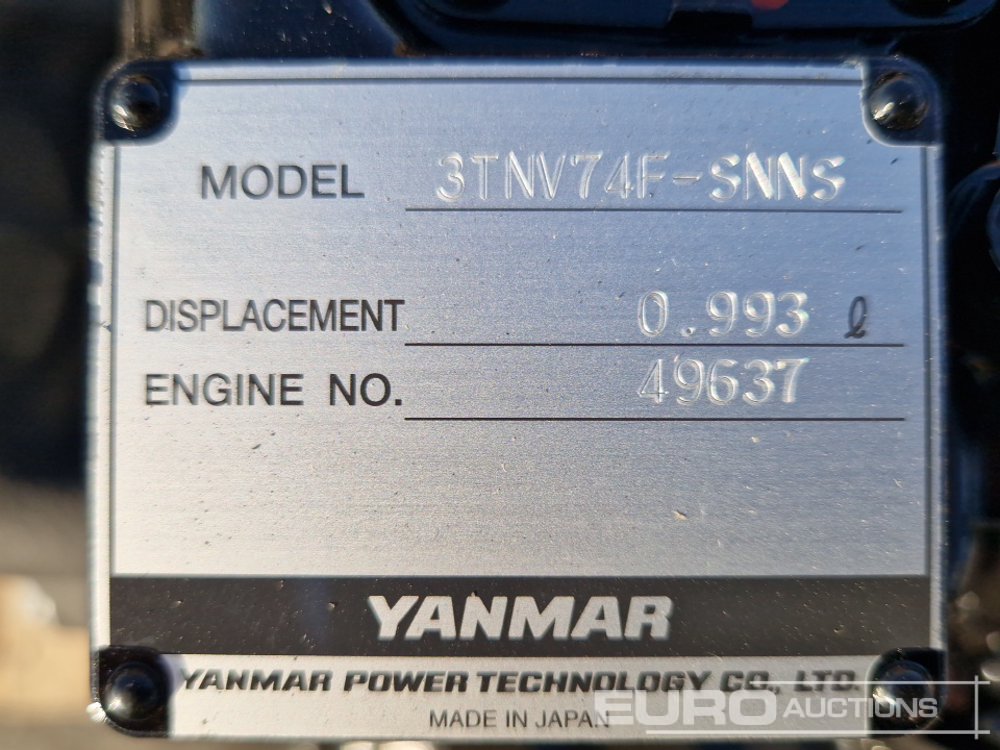 MODEL 3TNV74F-SNNS
DISPLACEMENT 0.993 ℓ
ENGINE NO. 49637
YANMAR
YANMAR POWER TECHNOLOGY CO., LTD.
MADE IN JAPAN
EURO AUCTIONS